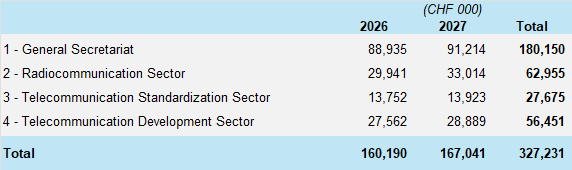 (CHF 000)
2026 2027 Total
1 - General Secretariat 88,935 91,214 180,150
2 - Radiocommunication Sector 29,941 33,014 62,955
3 - Telecommunication Standardization Sector 13,752 13,923 27,675
4 - Telecommunication Development Sector 27,562 28,889 56,451
Total 160,190 167,041 327,231